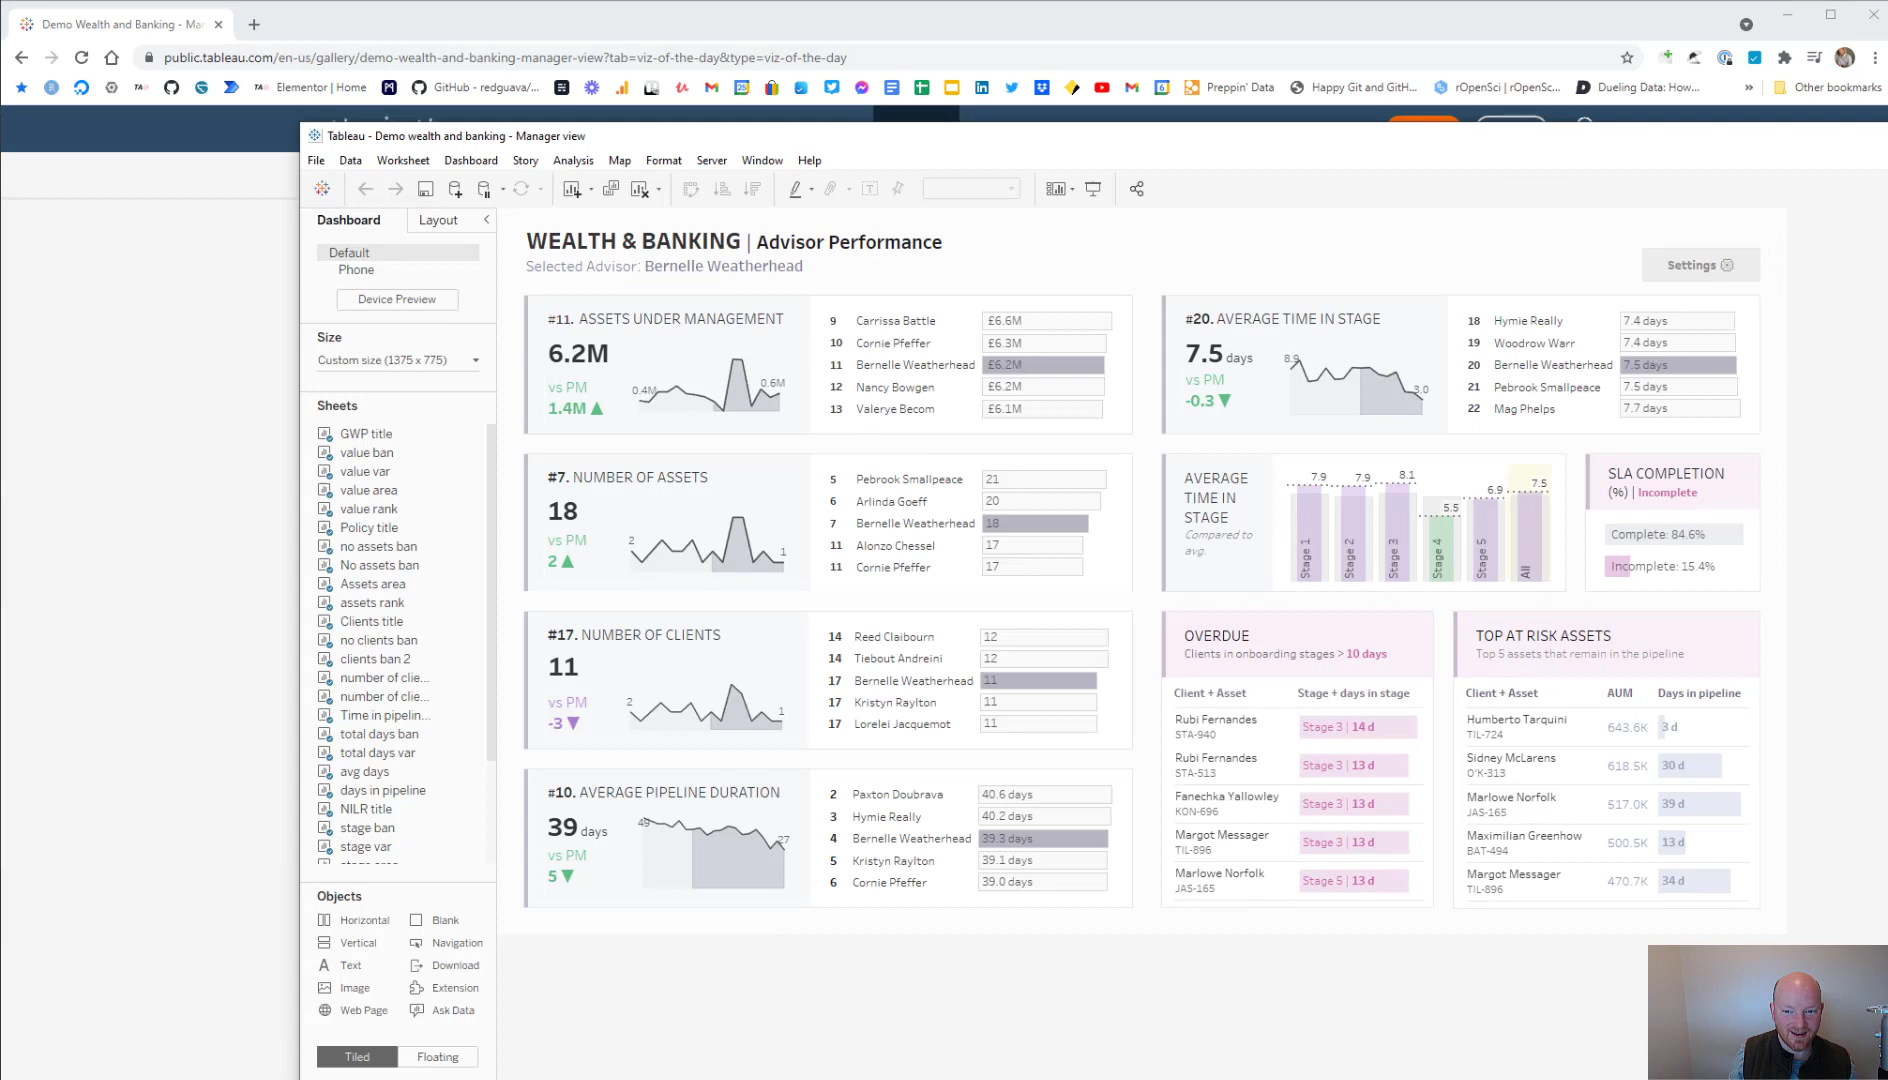 Demo Wealth and Banking - Ma
public.tableau.com/en-us/gallery/demo-wealth-and-banking-manager-view?tab=viz-of-the-day&type=viz-of-the-day
Elementor | Home
GitHub - redguava/...
Preppin' Data
Happy Git and GitH...
rOpenSci | rOpenSc...
Dueling Data: How...
»
Other bookmarks
Tableau - Demo wealth and banking - Manager view
File Data Worksheet Dashboard Story Analysis Map Format Server Window Help
Dashboard
Layout
Default
Phone
Device Preview
Size
Custom size (1375 x 775)
Sheets
GWP title
value ban
value var
value area
value rank
Policy title
no assets ban
No assets ban
Assets area
assets rank
Clients title
no clients ban
clients ban 2
number of clie...
number of clie...
Time in pipelin...
total days ban
total days var
avg days
days in pipeline
NILR title
stage ban
stage var
Objects
Horizontal
Blank
Vertical
Navigation
Text
Download
Image
Extension
Web Page
Ask Data
Tiled
Floating
WEALTH & BANKING | Advisor Performance
Selected Advisor: Bernelle Weatherhead
Settings
#11. ASSETS UNDER MANAGEMENT
6.2M
vs PM
1.4M ▲
0.4M
0.6M
9 Carrissa Battle £6.6M
10 Cornie Pfeffer £6.3M
11 Bernelle Weatherhead £6.2M
12 Nancy Bowgen £6.2M
13 Valerye Becom £6.1M
#7. NUMBER OF ASSETS
18
vs PM
2 ▲
2
1
5 Pebrook Smallpeace 21
6 Arlinda Goeff 20
7 Bernelle Weatherhead 18
11 Alonzo Chessel 17
11 Cornie Pfeffer 17
#17. NUMBER OF CLIENTS
11
vs PM
-3 ▼
2
1
14 Reed Claibourn 12
14 Tiebout Andreini 12
17 Bernelle Weatherhead 11
17 Kristyn Raylton 11
17 Lorelei Jacquemot 11
#10. AVERAGE PIPELINE DURATION
39 days
vs PM
5 ▼
49
27
2 Paxton Doubrava 40.6 days
3 Hymie Really 40.2 days
4 Bernelle Weatherhead 39.3 days
5 Kristyn Raylton 39.1 days
6 Cornie Pfeffer 39.0 days
#20. AVERAGE TIME IN STAGE
7.5 days
vs PM
-0.3 ▼
8.9
3.0
18 Hymie Really 7.4 days
19 Woodrow Warr 7.4 days
20 Bernelle Weatherhead 7.5 days
21 Pebrook Smallpeace 7.5 days
22 Mag Phelps 7.7 days
AVERAGE
TIME IN
STAGE
Compared to
avg.
7.9 7.9 8.1 5.5 6.9 7.5
Stage 1 Stage 2 Stage 3 Stage 4 Stage 5 All
SLA COMPLETION
(%) | Incomplete
Complete: 84.6%
Incomplete: 15.4%
OVERDUE
Clients in onboarding stages > 10 days
Client + Asset Stage + days in stage
Rubi Fernandes
STA-940
Stage 3 | 14 d
Rubi Fernandes
STA-513
Stage 3 | 13 d
Fanechka Yallowley
KON-696
Stage 3 | 13 d
Margot Messager
TIL-896
Stage 3 | 13 d
Marlowe Norfolk
JAS-165
Stage 5 | 13 d
TOP AT RISK ASSETS
Top 5 assets that remain in the pipeline
Client + Asset AUM Days in pipeline
Humberto Tarquini
TIL-724
643.6K 3 d
Sidney McLarens
O'K-313
618.5K 30 d
Marlowe Norfolk
JAS-165
517.0K 39 d
Maximilian Greenhow
BAT-494
500.5K 13 d
Margot Messager
TIL-896
470.7K 34 d